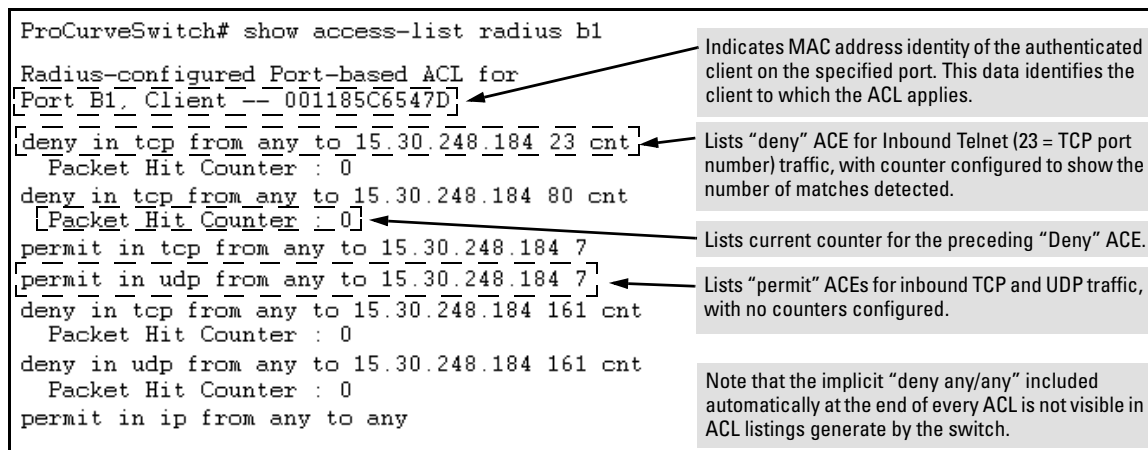 ProCurveSwitch# show access-list radius b1
Radius-configured Port-based ACL for
Port B1, Client -- 001185C6547D
deny in tcp from any to 15.30.248.184 23 cnt
Packet Hit Counter : 0
deny in tcp from any to 15.30.248.184 80 cnt
Packet Hit Counter : 0
permit in tcp from any to 15.30.248.184 7
permit in udp from any to 15.30.248.184 7
deny in tcp from any to 15.30.248.184 161 cnt
Packet Hit Counter : 0
deny in udp from any to 15.30.248.184 161 cnt
Packet Hit Counter : 0
permit in ip from any to any
Indicates MAC address identity of the authenticated
client on the specified port. This data identifies the
client to which the ACL applies.
Lists “deny” ACE for Inbound Telnet (23 = TCP port
number) traffic, with counter configured to show the
number of matches detected.
Lists current counter for the preceding “Deny” ACE.
Lists “permit” ACEs for inbound TCP and UDP traffic,
with no counters configured.
Note that the implicit “deny any/any” included
automatically at the end of every ACL is not visible in
ACL listings generate by the switch.